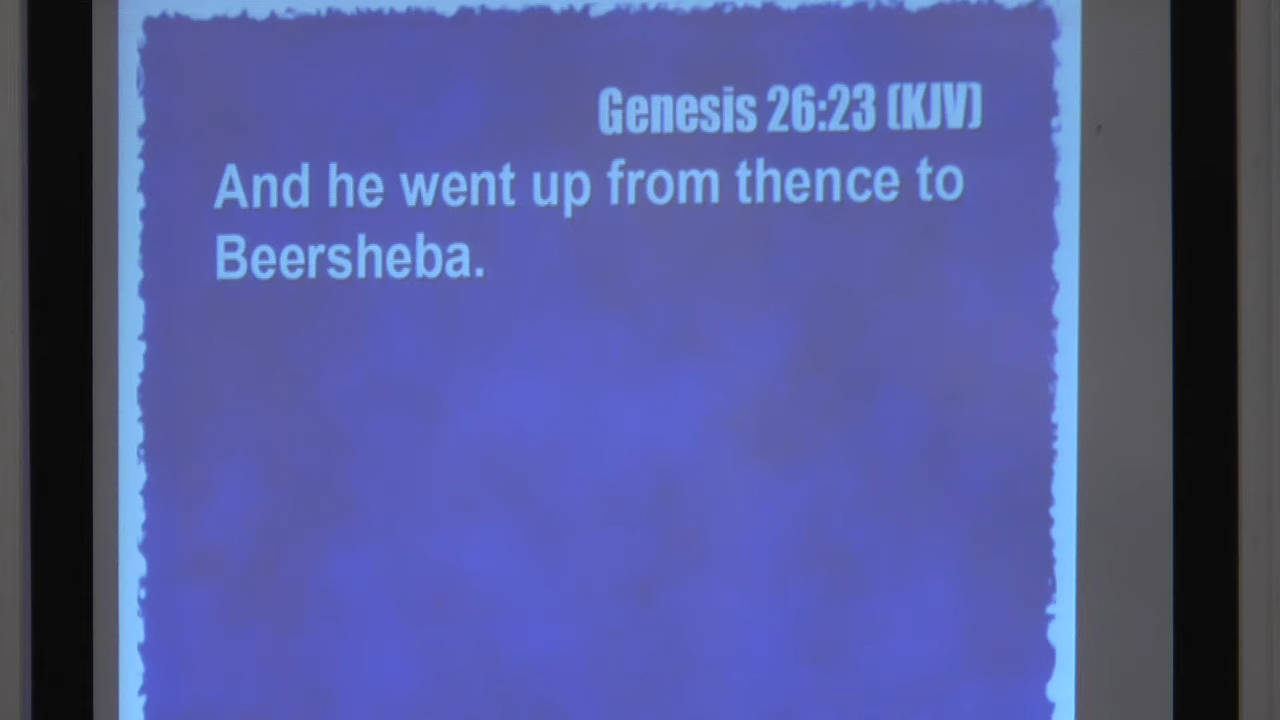 Genesis 26:23 (KJV)
And he went up from thence to
Beersheba.